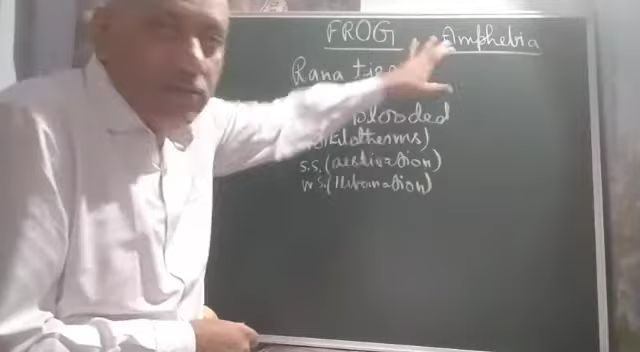 FROG Amphebia
Rana
blooded
S.S. (aestivation)
W.S. (Hibernation)